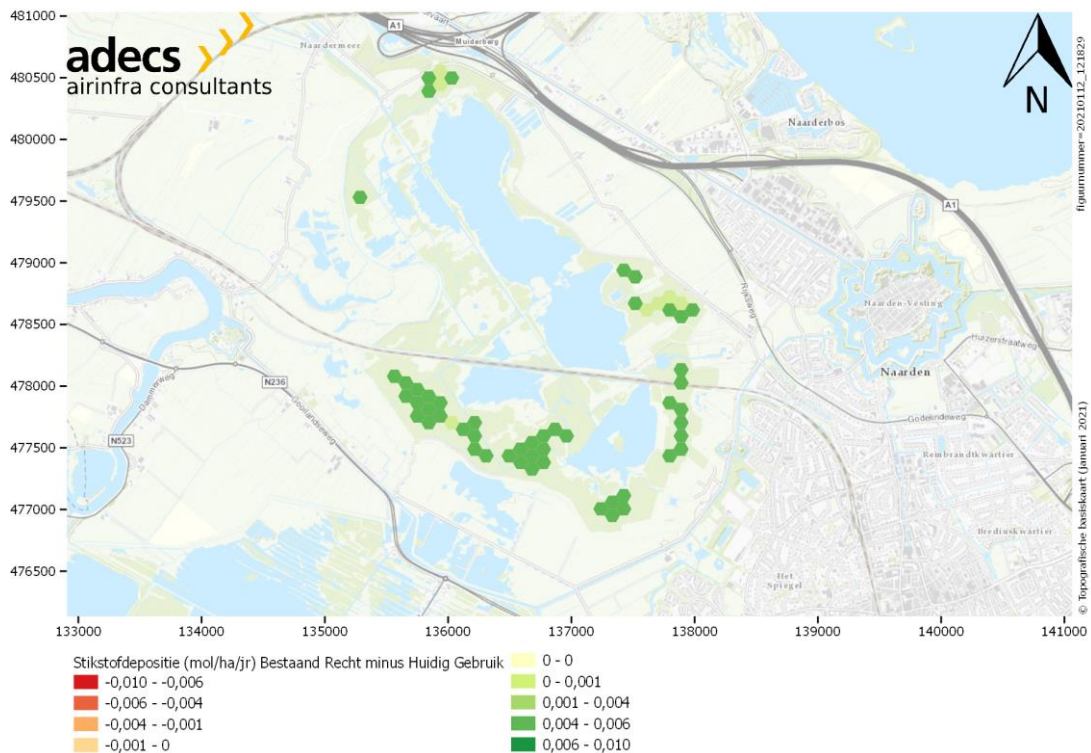 481000
480500
480000
479500
479000
478500
478000
477500
477000
476500
133000
134000
135000
136000
137000
138000
139000
140000
141000
adecs
airinfra consultants
N
figuurnummer=20210112_121829
© Topografische basiskaart (januari 2021)
A1
Muiderberg
Naardermeer
Naarderbos
A1
Rijksweg
Naarden-Vesting
Naarden
Huizerstraatweg
Godelindeweg
Rembrandtkwartier
Brediuskwartier
Het
Spiegel
Dammerweg
N236
N523
Googlandseweg
Stikstofdepositie (mol/ha/jr) Bestaand Recht minus Huidig Gebruik
-0,010 - -0,006
-0,006 - -0,004
-0,004 - -0,001
-0,001 - 0
0 - 0
0 - 0,001
0,001 - 0,004
0,004 - 0,006
0,006 - 0,010